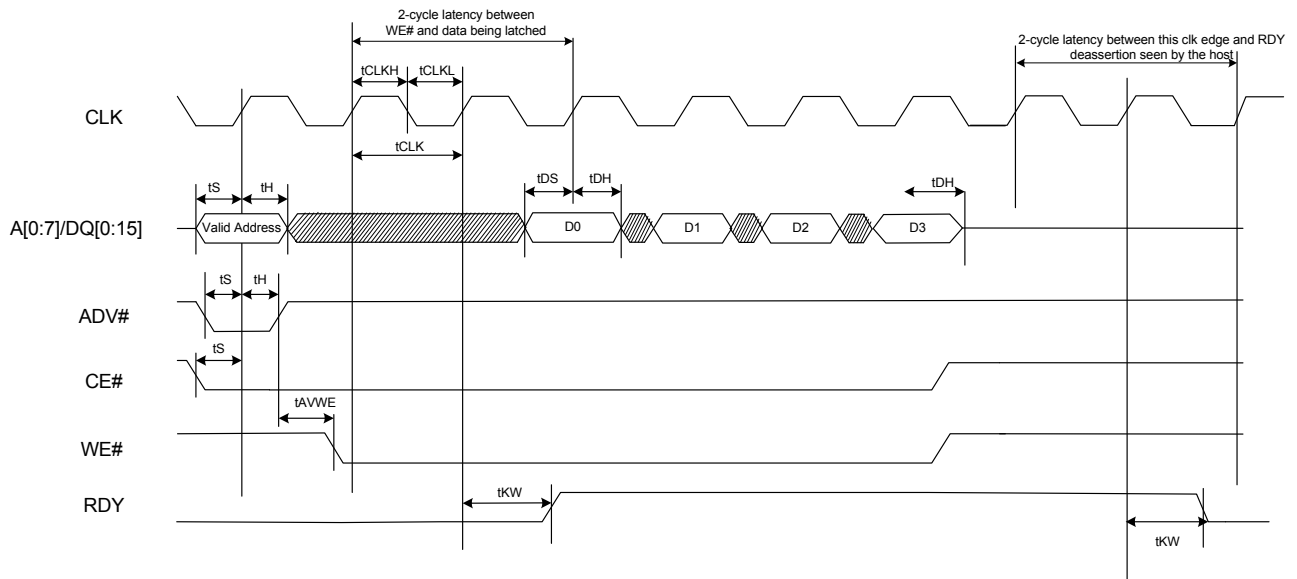 2-cycle latency between
WE# and data being latched
2-cycle latency between this clk edge and RDY
deassertion seen by the host
tCLKH
tCLKL
CLK
tCLK
tS
tH
tDS
tDH
tDH
A[0:7]/DQ[0:15]
Valid Address
D0
D1
D2
D3
tS
tH
ADV#
tS
CE#
tAVWE
WE#
tKW
RDY
tKW